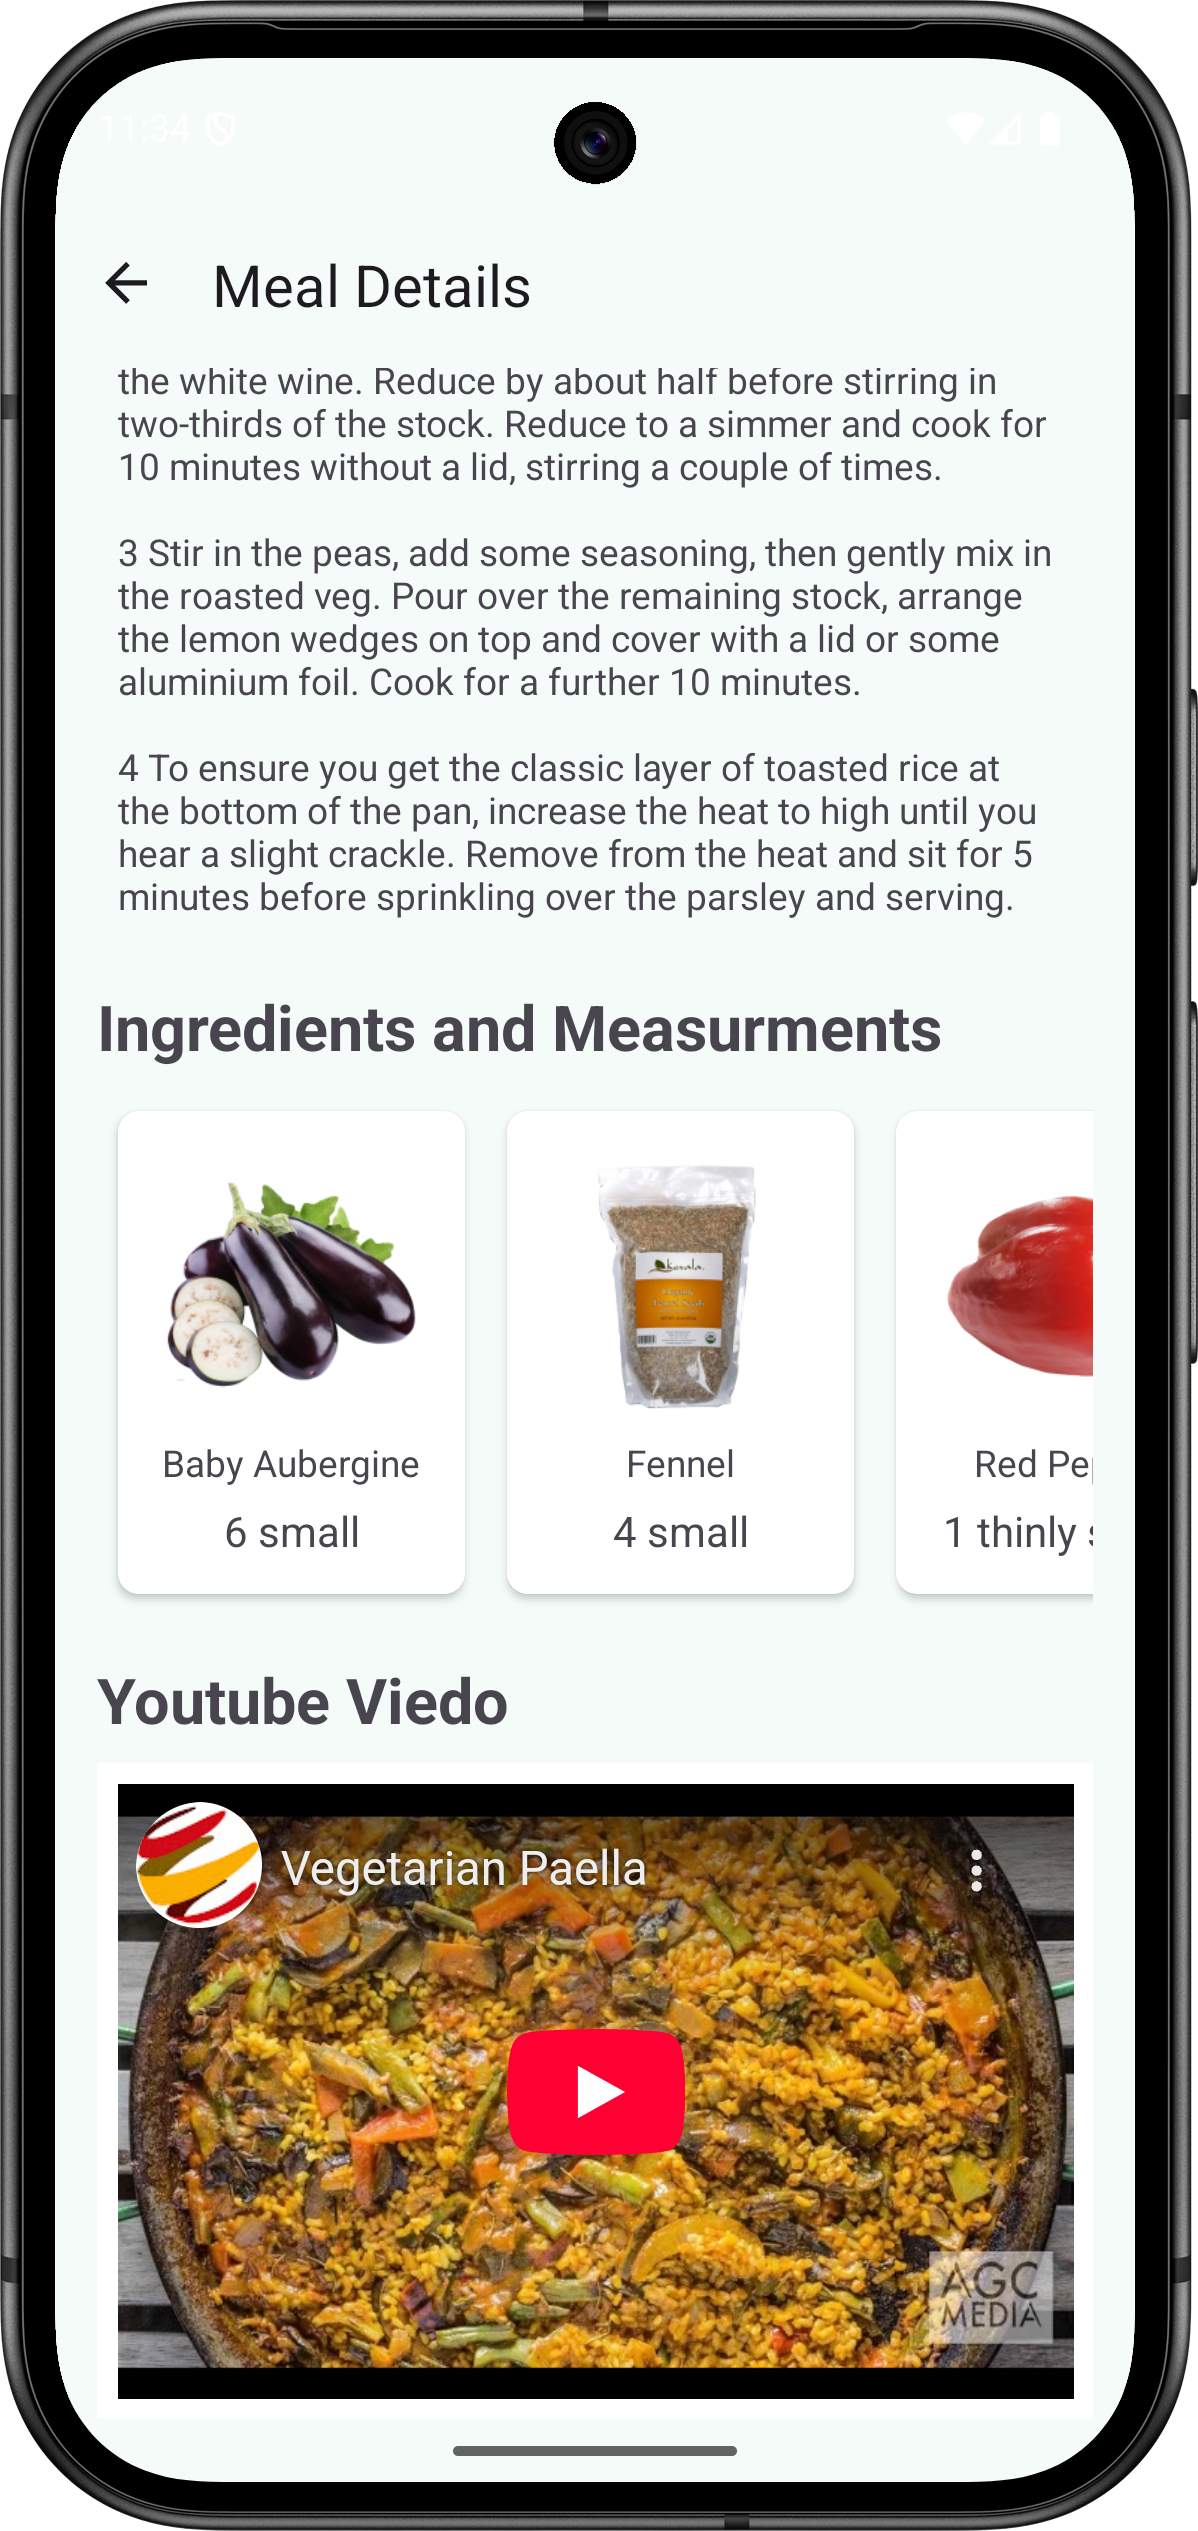 11:34
Meal Details
the white wine. Reduce by about half before stirring in
two-thirds of the stock. Reduce to a simmer and cook for
10 minutes without a lid, stirring a couple of times.
3 Stir in the peas, add some seasoning, then gently mix in
the roasted veg. Pour over the remaining stock, arrange
the lemon wedges on top and cover with a lid or some
aluminium foil. Cook for a further 10 minutes.
4 To ensure you get the classic layer of toasted rice at
the bottom of the pan, increase the heat to high until you
hear a slight crackle. Remove from the heat and sit for 5
minutes before sprinkling over the parsley and serving.
Ingredients and Measurments
kevala.
Organic
Fennel Seeds
Baby Aubergine
Fennel
Red Pe
6 small
4 small
1 thinly
Youtube Viedo
Vegetarian Paella
AGC
MEDIA